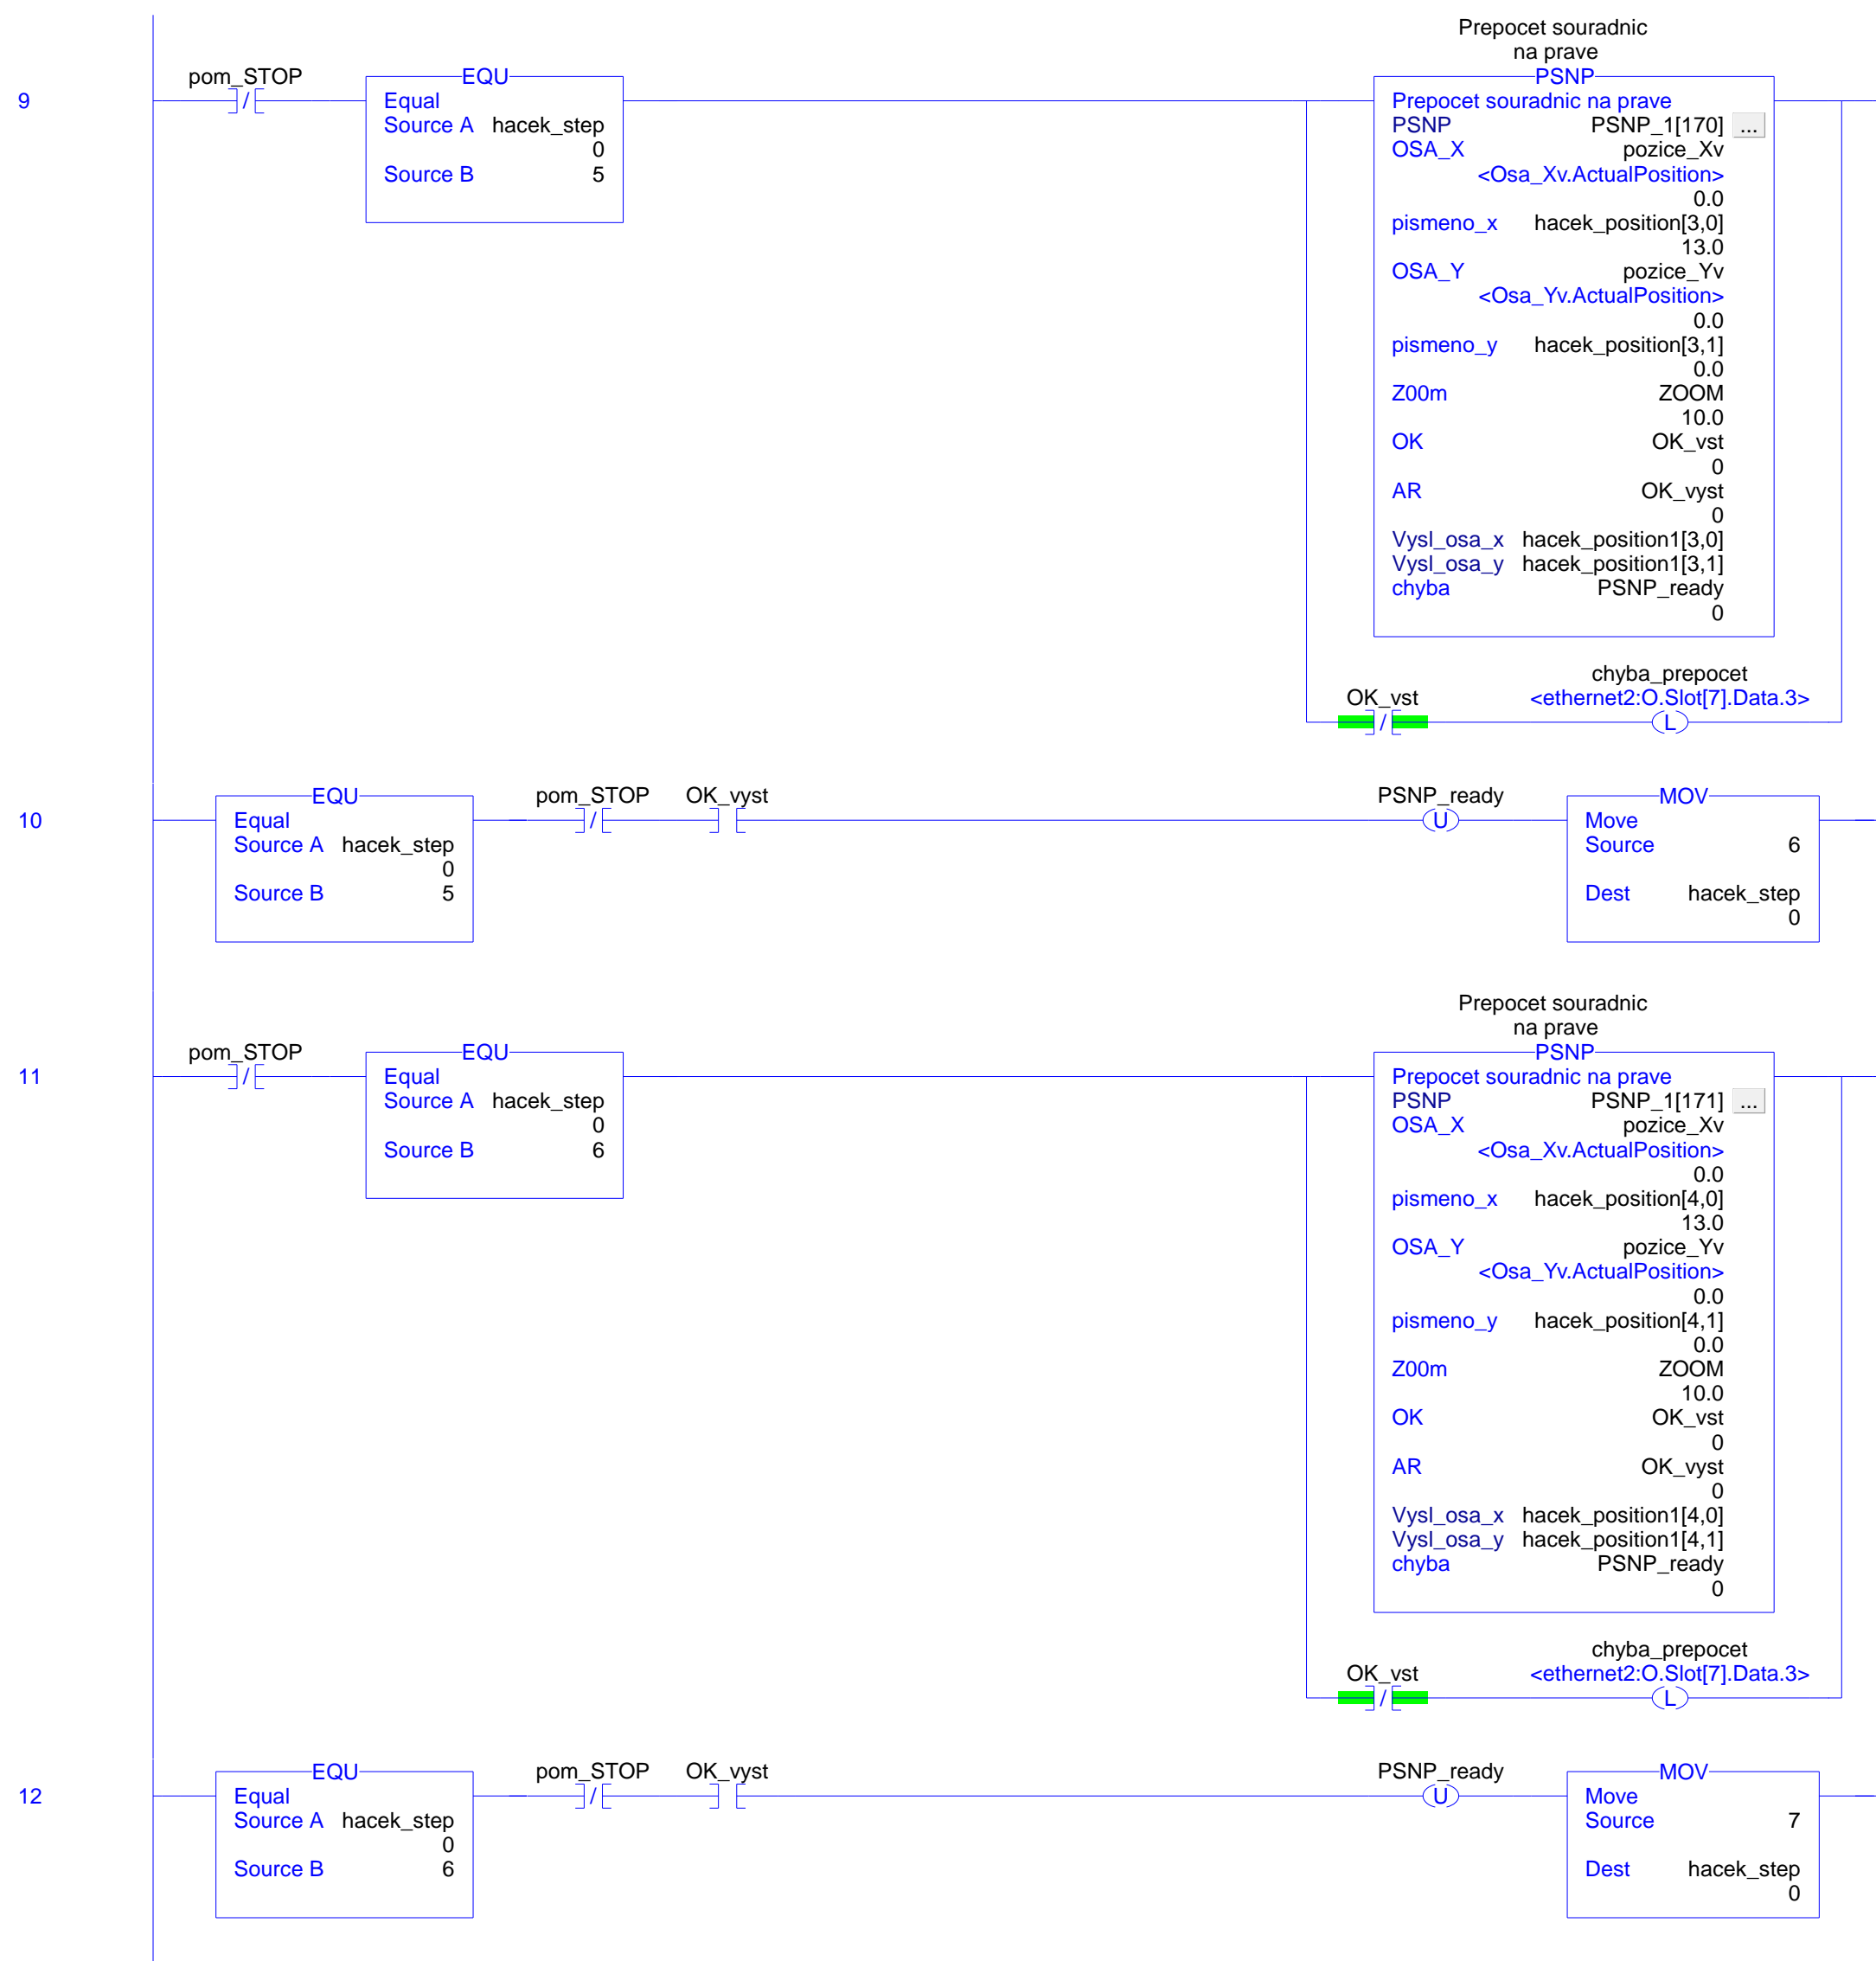 9
pom_STOP
/
EQU
Equal
Source A hacek_step
0
Source B 5
Prepocet souradnic
na prave
PSNP
Prepocet souradnic na prave
PSNP PSNP_1[170] ...
OSA_X pozice_Xv
<Osa_Xv.ActualPosition>
0.0
pismeno_x hacek_position[3,0]
13.0
OSA_Y pozice_Yv
<Osa_Yv.ActualPosition>
0.0
pismeno_y hacek_position[3,1]
0.0
Z00m ZOOM
10.0
OK OK_vst
0
AR OK_vyst
0
Vysl_osa_x hacek_position1[3,0]
Vysl_osa_y hacek_position1[3,1]
chyba PSNP_ready
0
OK_vst
/
chyba_prepocet
<ethernet2:O.Slot[7].Data.3>
L
10
EQU
Equal
Source A hacek_step
0
Source B 5
pom_STOP
/
OK_vyst
PSNP_ready
U
MOV
Move
Source 6
Dest hacek_step
0
11
pom_STOP
/
EQU
Equal
Source A hacek_step
0
Source B 6
Prepocet souradnic
na prave
PSNP
Prepocet souradnic na prave
PSNP PSNP_1[171] ...
OSA_X pozice_Xv
<Osa_Xv.ActualPosition>
0.0
pismeno_x hacek_position[4,0]
13.0
OSA_Y pozice_Yv
<Osa_Yv.ActualPosition>
0.0
pismeno_y hacek_position[4,1]
0.0
Z00m ZOOM
10.0
OK OK_vst
0
AR OK_vyst
0
Vysl_osa_x hacek_position1[4,0]
Vysl_osa_y hacek_position1[4,1]
chyba PSNP_ready
0
OK_vst
/
chyba_prepocet
<ethernet2:O.Slot[7].Data.3>
L
12
EQU
Equal
Source A hacek_step
0
Source B 6
pom_STOP
/
OK_vyst
PSNP_ready
U
MOV
Move
Source 7
Dest hacek_step
0